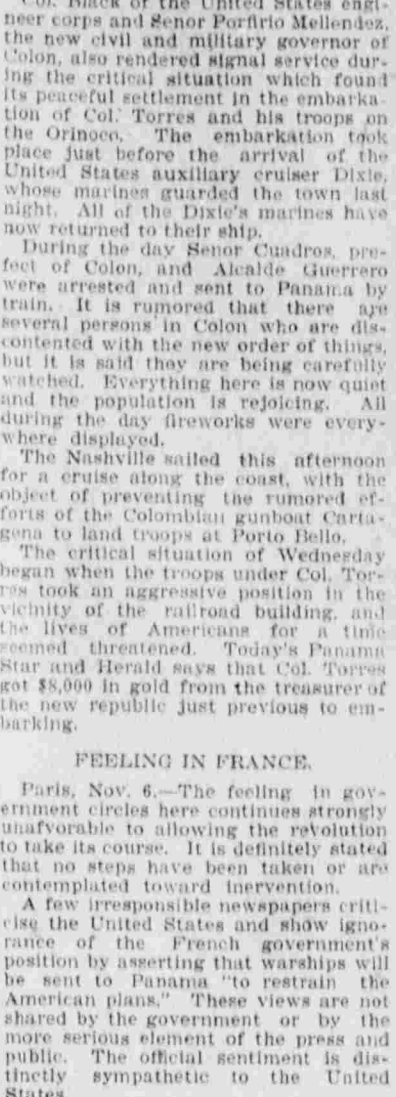 Col. Black of the United States engi-
neer corps and Senor Porfirio Mellendez,
the new civil and military governor of
Colon, also rendered signal service dur-
ing the critical situation which found
its peaceful settlement in the embarka-
tion of Col. Torres and his troops on
the Orinoco. The embarkation took
place just before the arrival of the
United States auxiliary cruiser Dixie,
whose marines guarded the town last
night. All of the Dixie's marines have
now returned to their ship.
During the day Senor Cuadros, pre-
fect of Colon, and Alcalde Guerrero
were arrested and sent to Panama by
train. It is rumored that there are
several persons in Colon who are dis-
contented with the new order of things,
but it is said they are being carefully
watched. Everything here is now quiet
and the population is rejoicing. All
during the day fireworks were every-
where displayed.
The Nashville sailed this afternoon
for a cruise along the coast, with the
object of preventing the rumored ef-
forts of the Colombian gunboat Carta-
gena to land troops at Porto Bello.
The critical situation of Wednesday
began when the troops under Col. Tor-
res took an aggressive position in the
vicinity of the railroad building, and
the lives of Americans for a time
seemed threatened. Today's Panama
Star and Herald says that Col. Torres
got $8,000 in gold from the treasurer of
the new republic just previous to em-
barking.
FEELING IN FRANCE.
Paris, Nov. 6.—The feeling in gov-
ernment circles here continues strongly
unafvorable to allowing the revolution
to take its course. It is definitely stated
that no steps have been taken or are
contemplated toward inervention.
A few irresponsible newspapers criti-
cise the United States and show igno-
rance of the French government's
position by asserting that warships will
be sent to Panama "to restrain the
American plans." These views are not
shared by the government or by the
more serious element of the press and
public. The official sentiment is dis-
tinctly sympathetic to the United
States